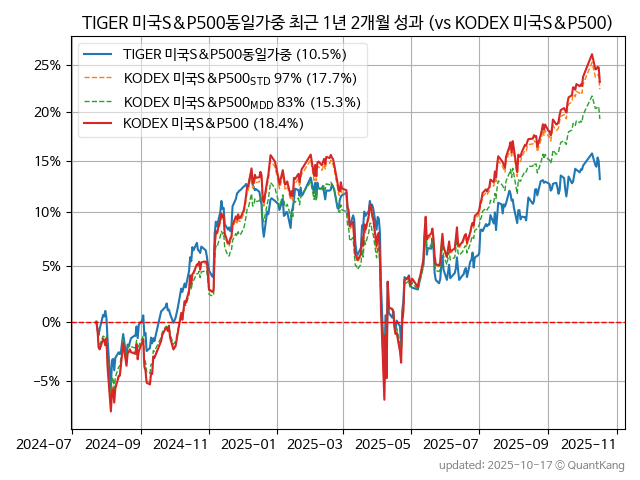 TIGER 미국S&P500동일가중 최근 1년 2개월 성과 (vs KODEX 미국S&P500)
TIGER 미국S&P500동일가중 (10.5%)
KODEX 미국S&P500STD 97% (17.7%)
KODEX 미국S&P500MDD 83% (15.3%)
KODEX 미국S&P500 (18.4%)
25%
20%
15%
10%
5%
0%
−5%
2024-07 2024-09 2024-11 2025-01 2025-03 2025-05 2025-07 2025-09 2025-11
updated: 2025-10-17 © QuantKang